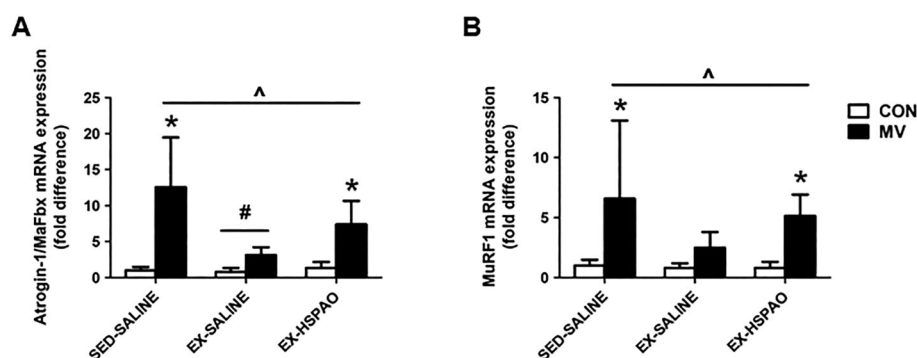 A
Atrogin-1/MaFbx mRNA expression
(fold difference)
25
20
15
10
5
0
*
#
*
^
SED-SALINE
EX-SALINE
EX-HSPAO
B
MuRF1 mRNA expression
(fold difference)
15
10
5
0
*
*
^
SED-SALINE
EX-SALINE
EX-HSPAO
CON
MV